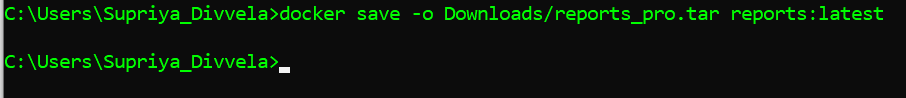 C:\Users\Supriya_Divvela>docker save -o Downloads/reports_pro.tar reports:latest
C:\Users\Supriya_Divvela>